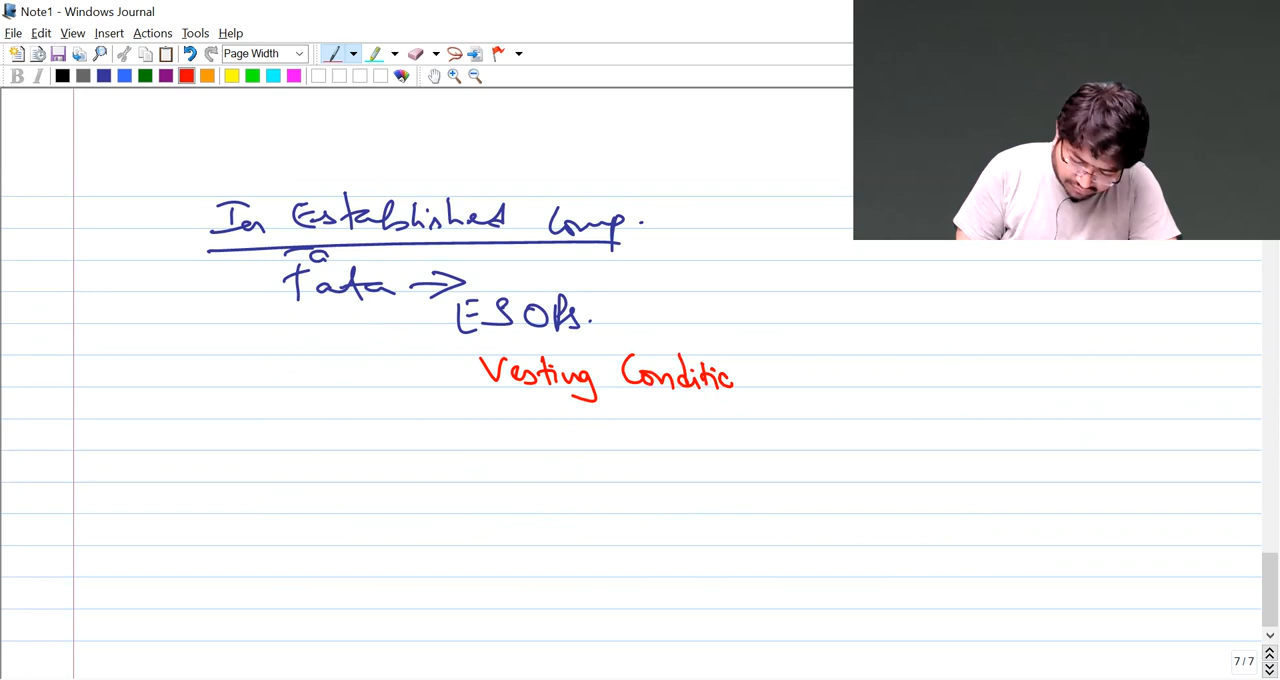 Note1 - Windows Journal
File Edit View Insert Actions Tools Help
Page Width
B I
In Established Comp.
Tata ⇒
ESOPs.
Vesting Conditio
7 / 7